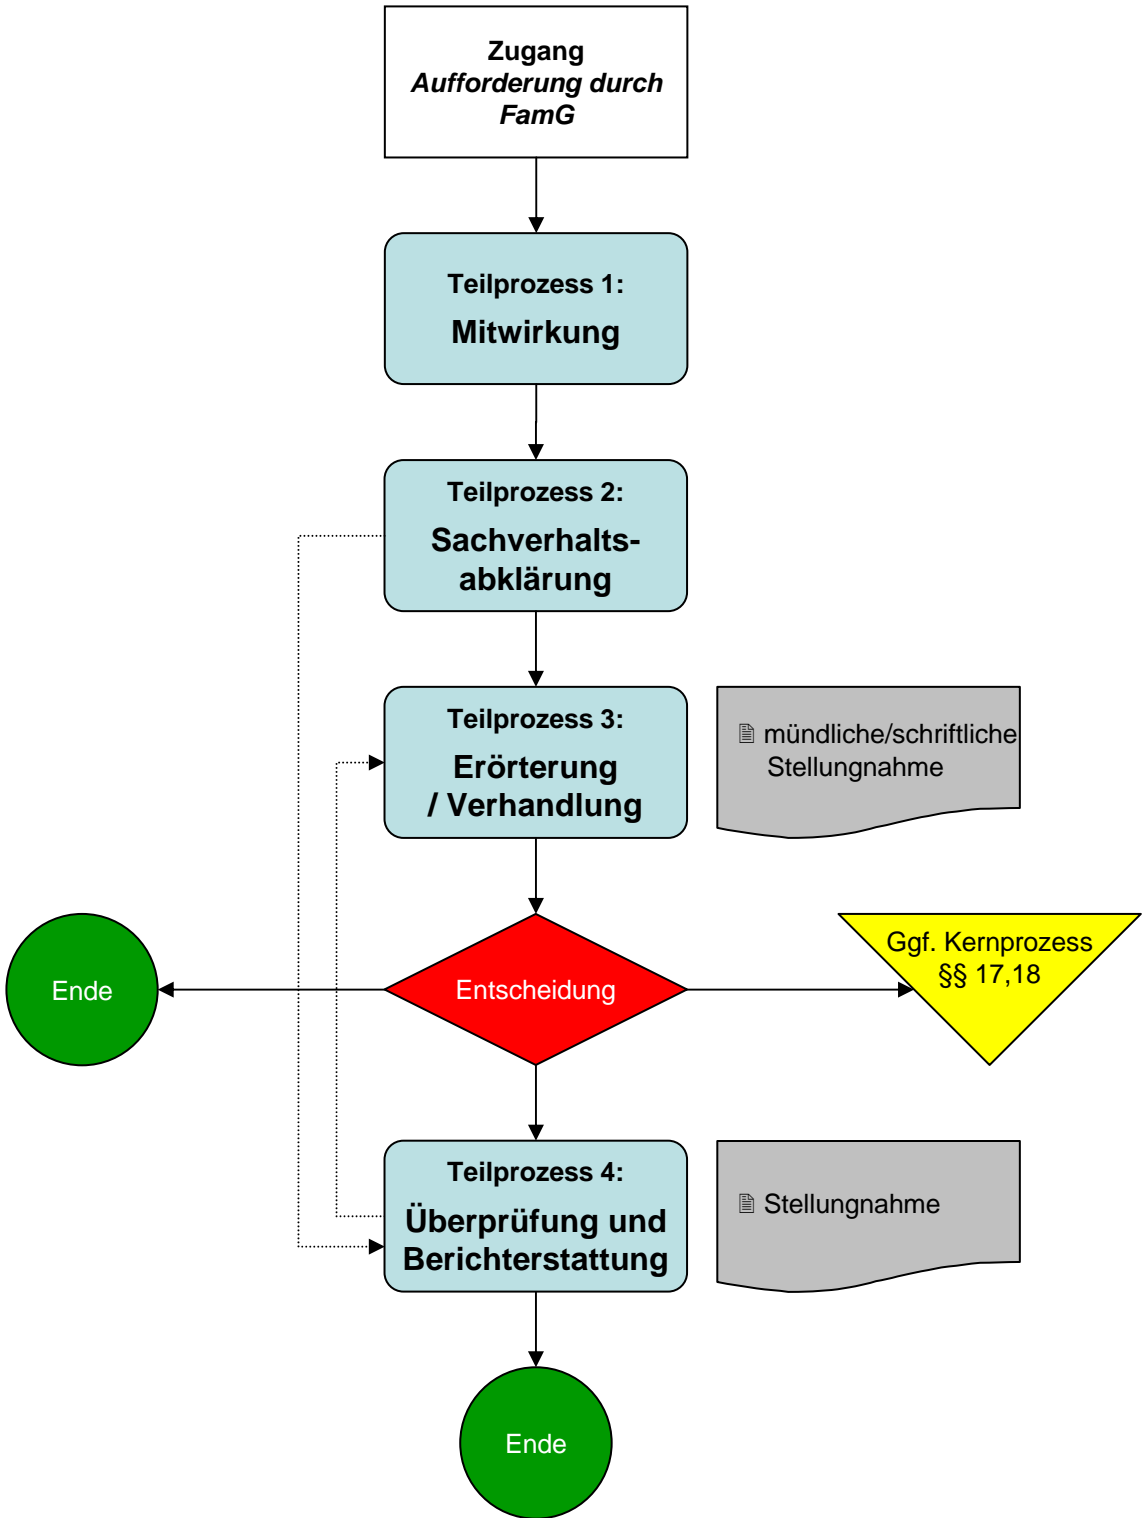 Zugang
Aufforderung durch
FamG
Teilprozess 1:
Mitwirkung
Teilprozess 2:
Sachverhalts-
abklärung
Teilprozess 3:
Erörterung
/ Verhandlung
mündliche/schriftliche
Stellungnahme
Ende
Entscheidung
Ggf. Kernprozess
§§ 17,18
Teilprozess 4:
Überprüfung und
Berichterstattung
Stellungnahme
Ende